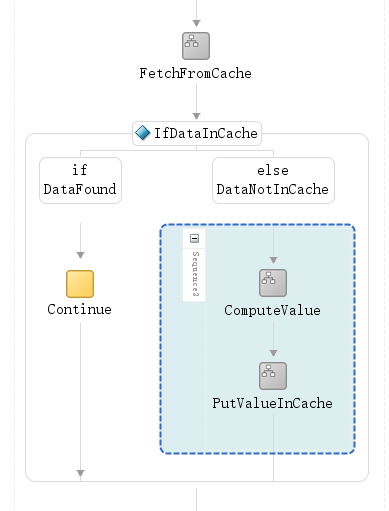 FetchFromCache
IfDataInCache
if
DataFound
else
DataNotInCache
Sequence2
Continue
ComputeValue
PutValueInCache